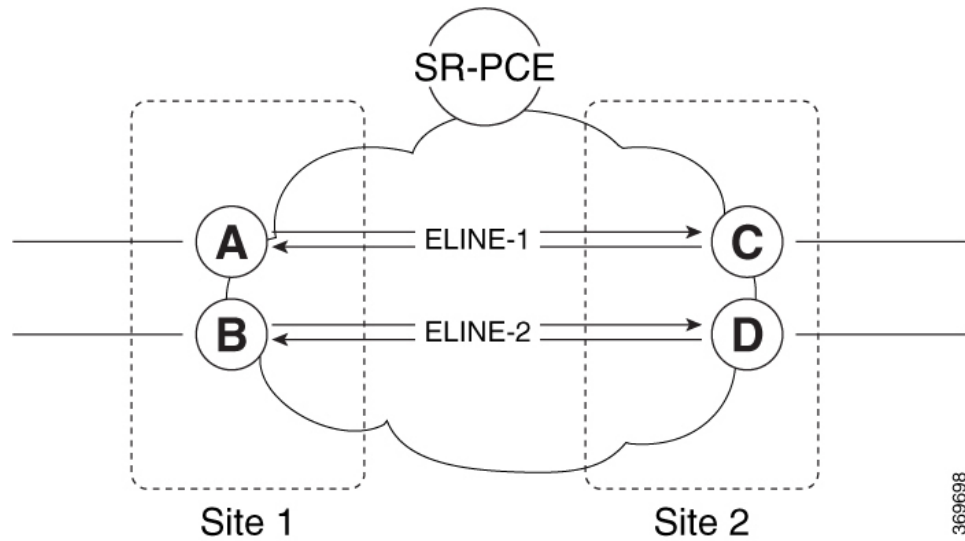 SR-PCE
A
ELINE-1
C
B
ELINE-2
D
Site 1
Site 2
369698